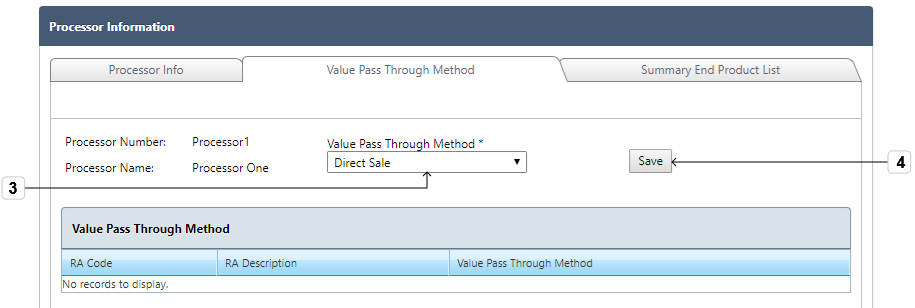 Processor Information
Processor Info
Value Pass Through Method
Summary End Product List
Processor Number: Processor1
Value Pass Through Method *
Processor Name: Processor One
Direct Sale
Save
4
3
Value Pass Through Method
RA Code
RA Description
Value Pass Through Method
No records to display.